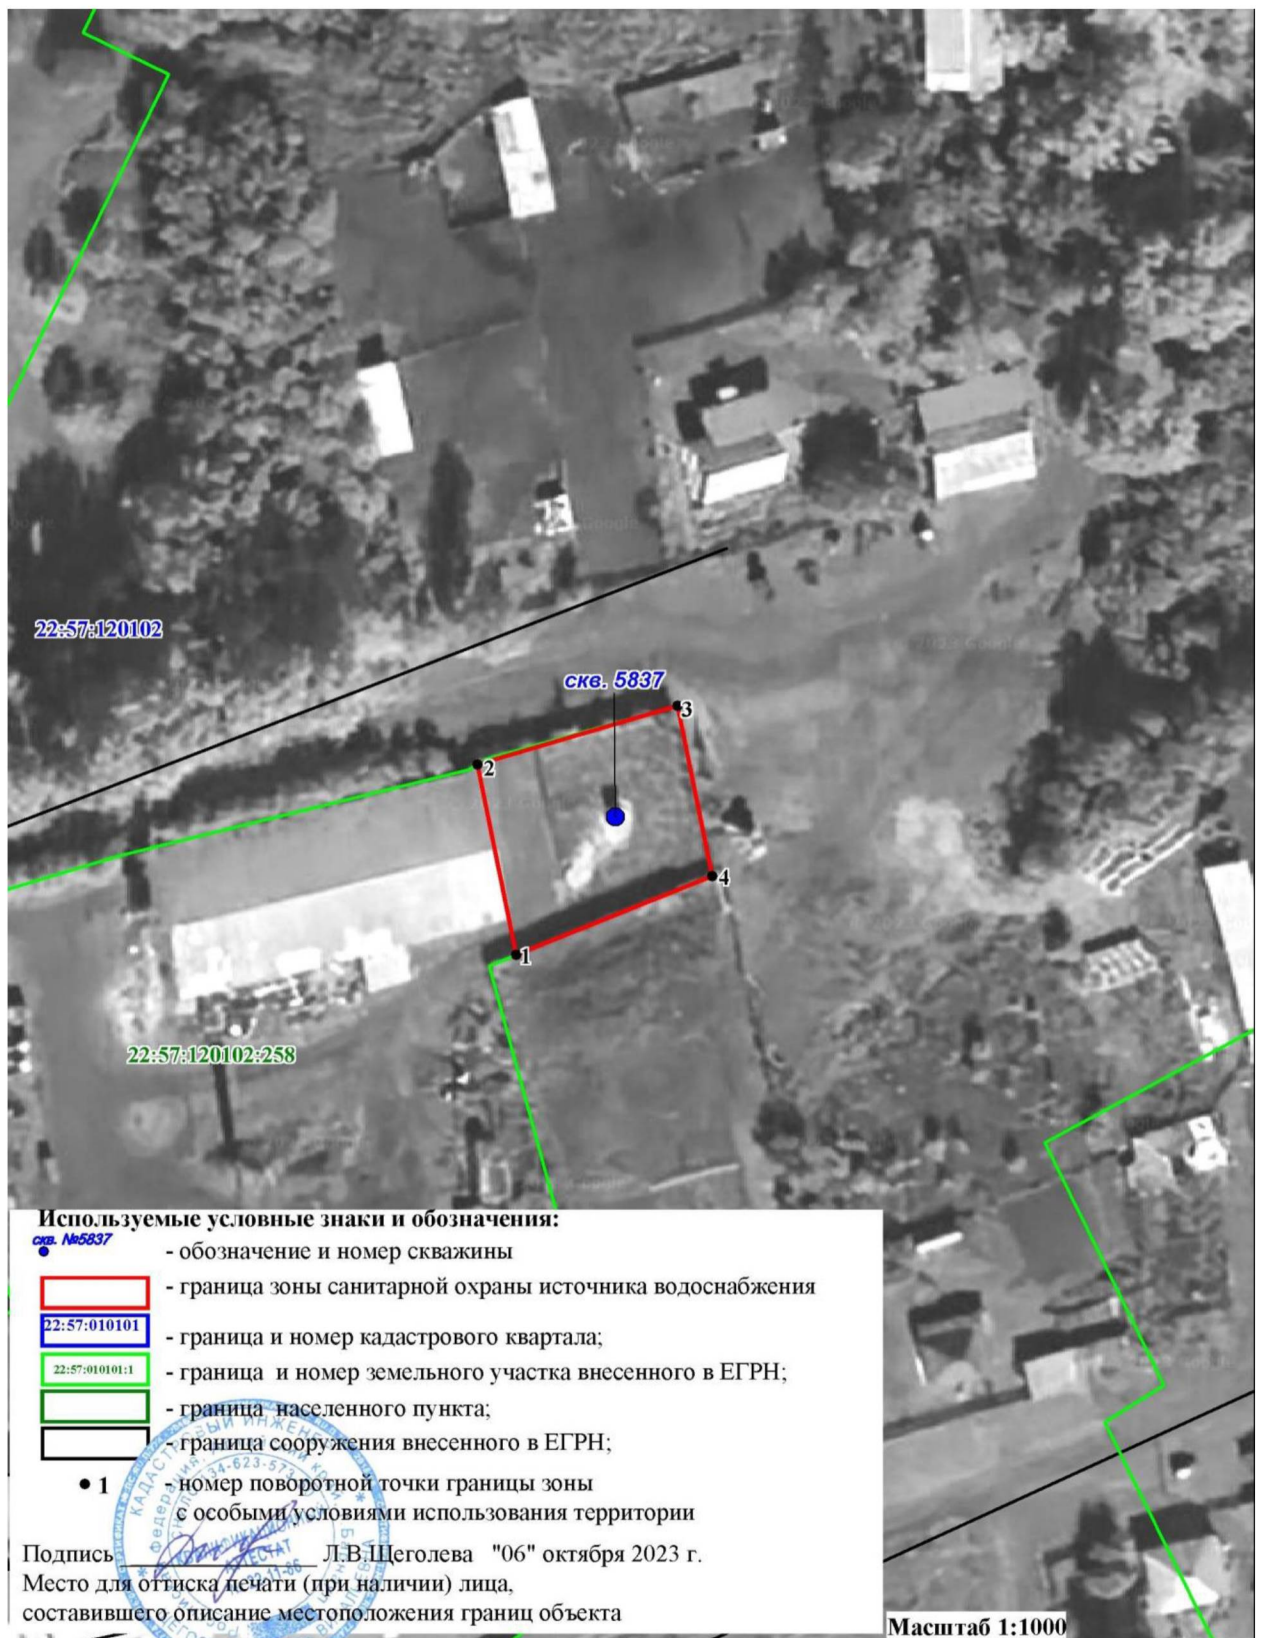 22:57:120102
скв. 5837
3
2
4
1
22:57:120102:258
Используемые условные знаки и обозначения:
скв. №5837
- обозначение и номер скважины
- граница зоны санитарной охраны источника водоснабжения
22:57:010101
- граница и номер кадастрового квартала;
22:57:010101:1
- граница и номер земельного участка внесенного в ЕГРН;
- граница населенного пункта;
- граница сооружения внесенного в ЕГРН;
1 - номер поворотной точки границы зоны
с особыми условиями использования территории
Подпись Л.В.Щеголева "06" октября 2023 г.
Место для оттиска печати (при наличии) лица,
составившего описание местоположения границ объекта
Масштаб 1:1000